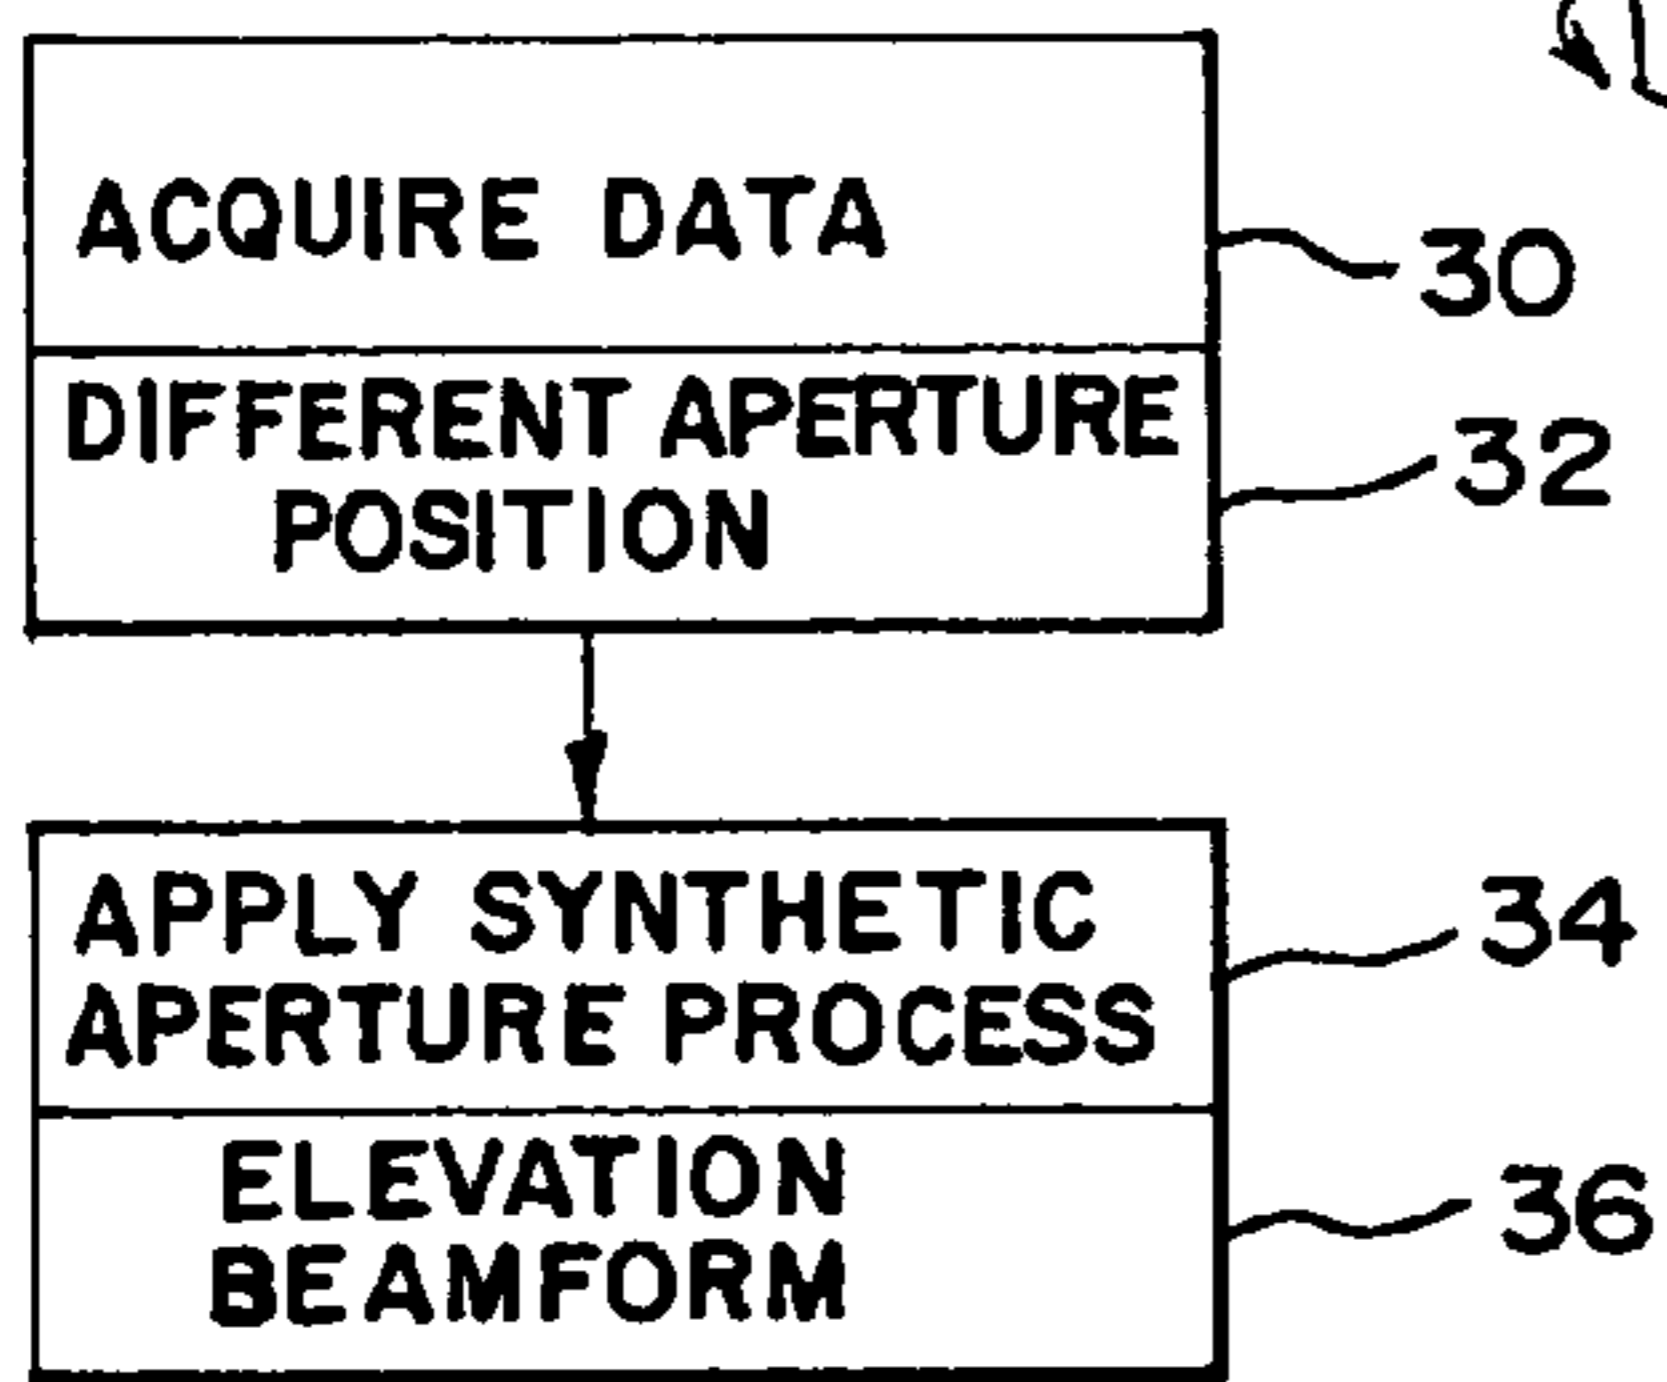 ACQUIRE DATA
30
DIFFERENT APERTURE
POSITION
32
APPLY SYNTHETIC
APERTURE PROCESS
34
ELEVATION
BEAMFORM
36